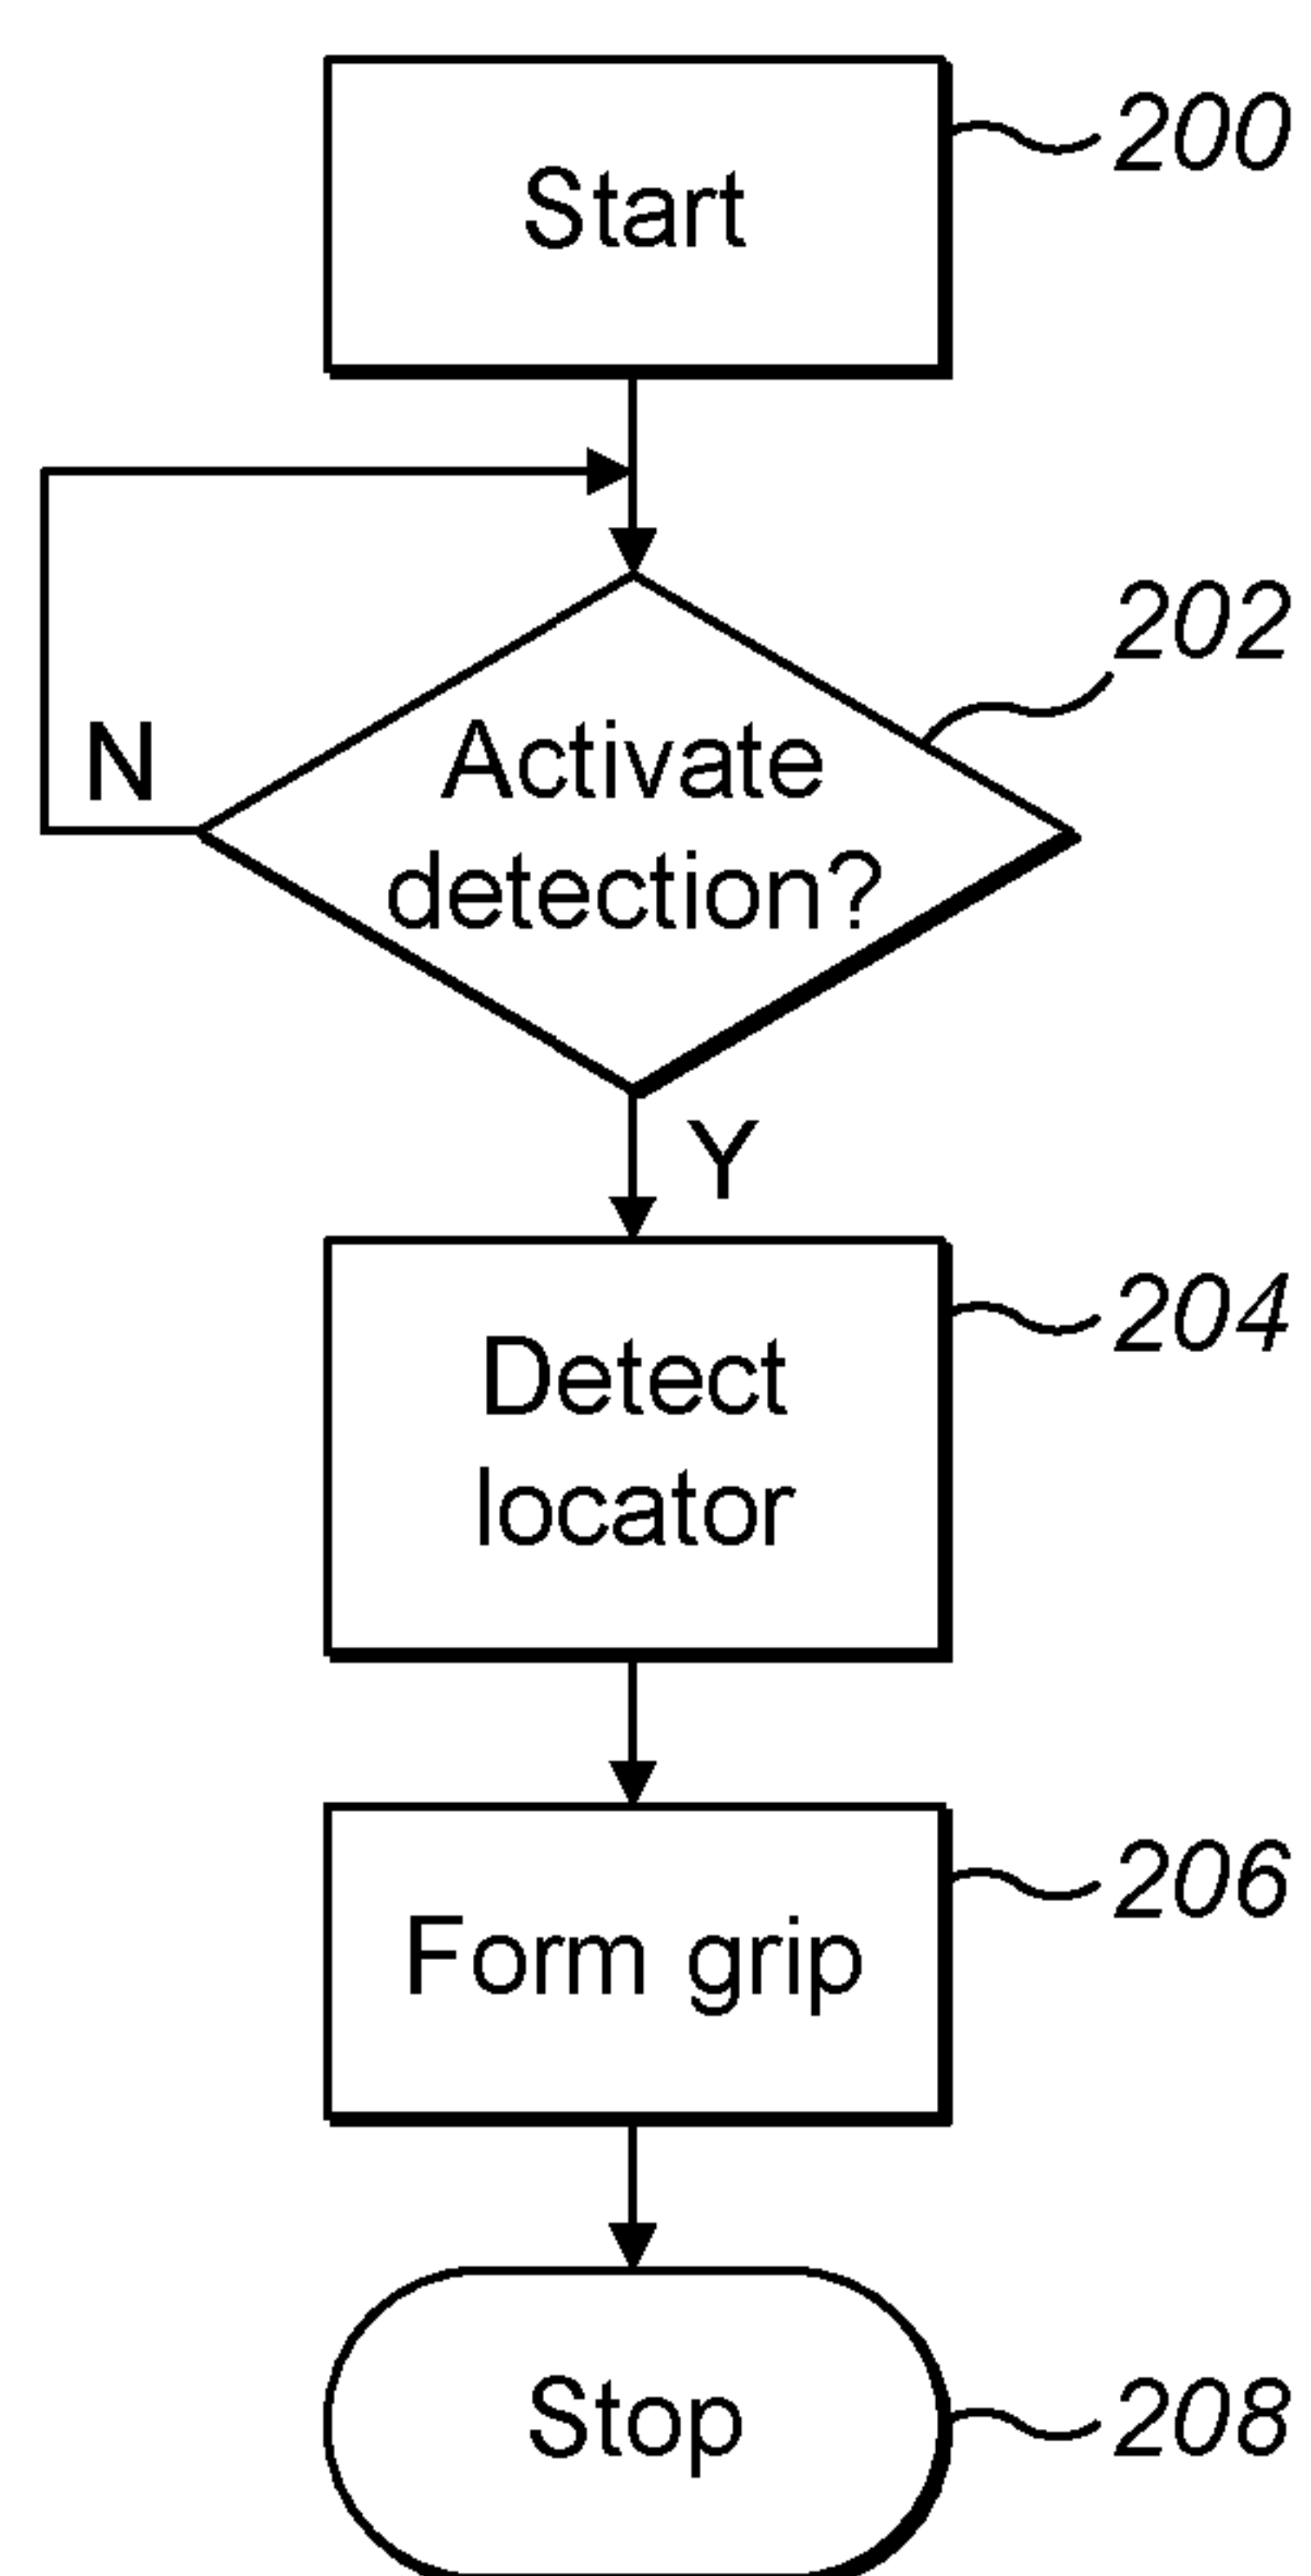 Start
200
Activate
detection?
202
N
Y
Detect
locator
204
Form grip
206
Stop
208